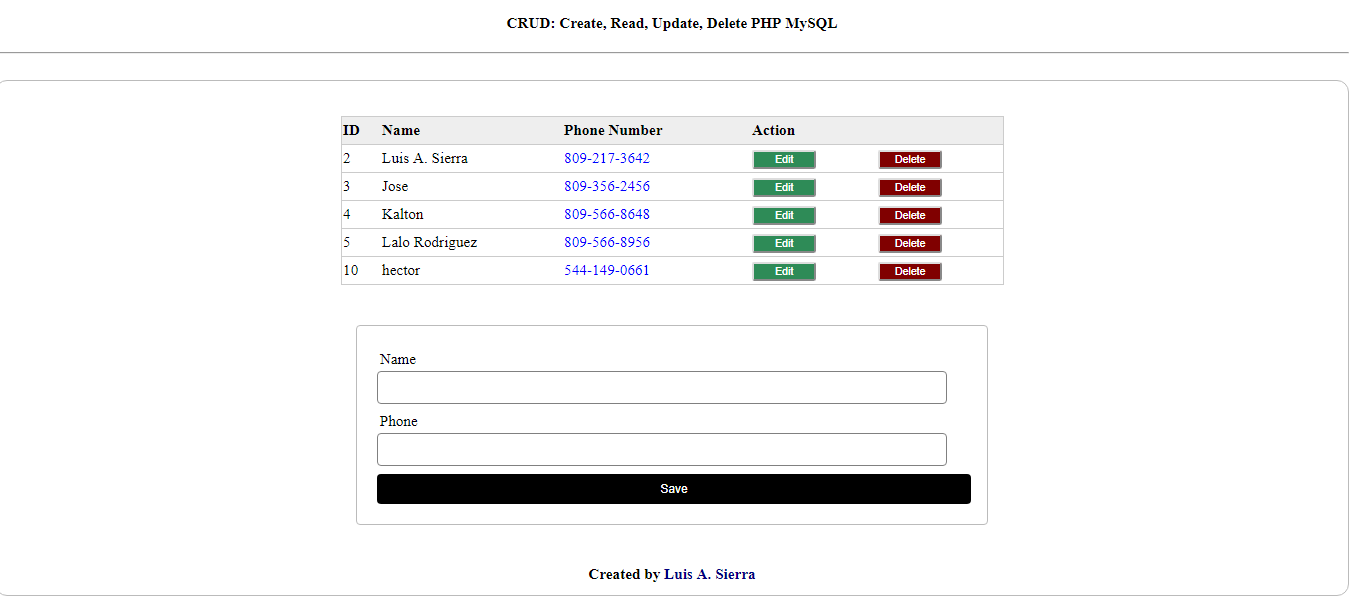 CRUD: Create, Read, Update, Delete PHP MySQL
ID Name Phone Number Action
2 Luis A. Sierra 809-217-3642 Edit Delete
3 Jose 809-356-2456 Edit Delete
4 Kalton 809-566-8648 Edit Delete
5 Lalo Rodriguez 809-566-8956 Edit Delete
10 hector 544-149-0661 Edit Delete
Name
Phone
Save
Created by Luis A. Sierra